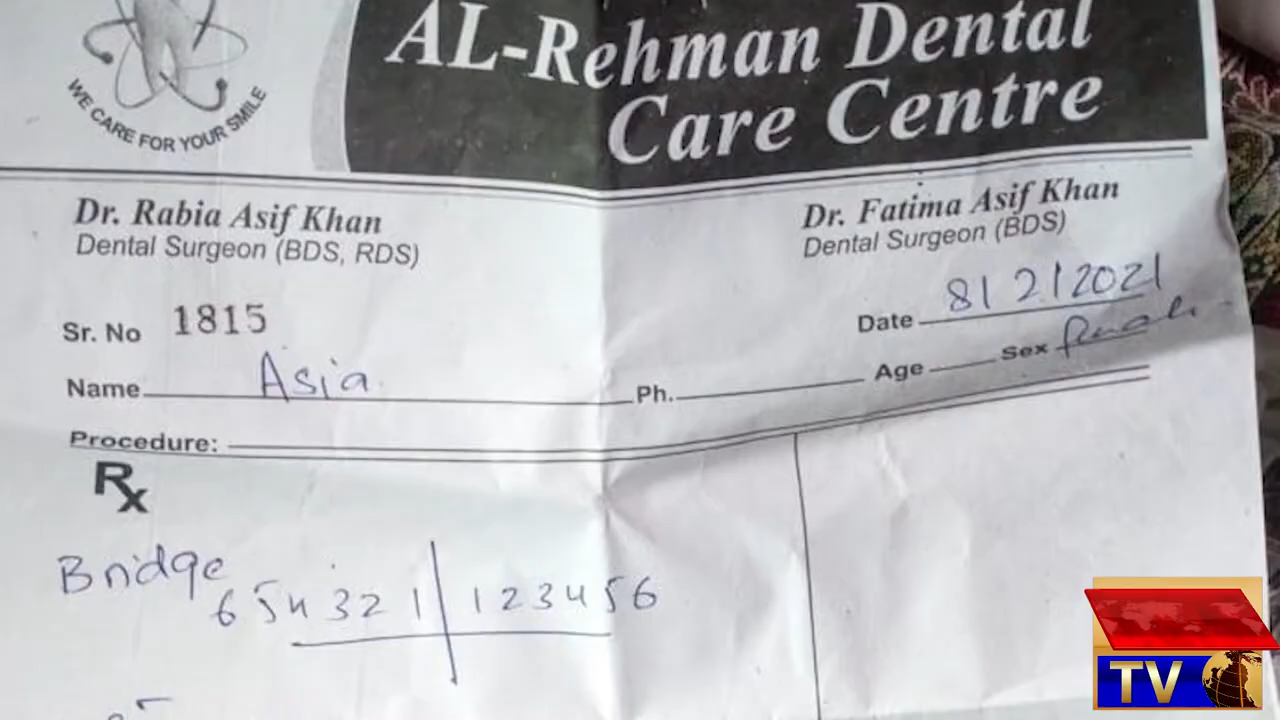 WE CARE FOR YOUR SMILE
AL-Rehman Dental
Care Centre
Dr. Rabia Asif Khan
Dental Surgeon (BDS, RDS)
Dr. Fatima Asif Khan
Dental Surgeon (BDS)
Sr. No 1815
Date 8/2/2021
Name Asia Ph. Age Sex female
Procedure:
Rx
Bridge
654321 | 123456
TV